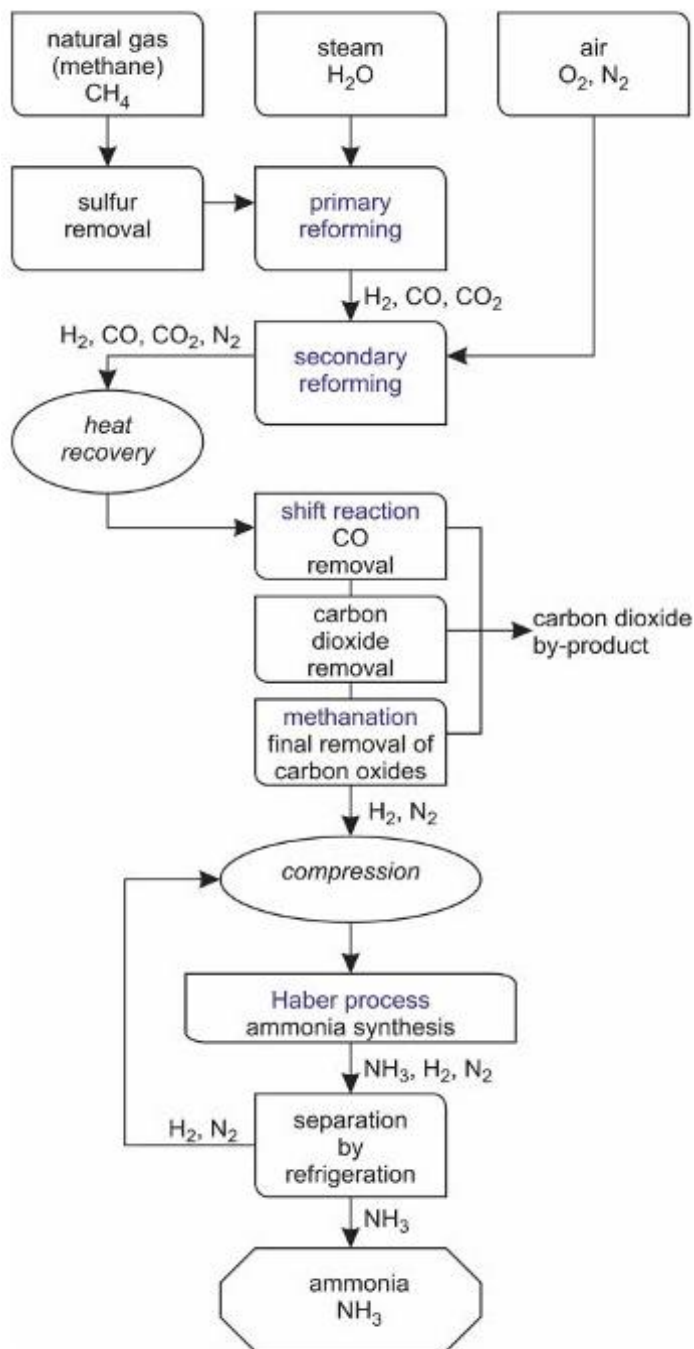 natural gas
(methane)
CH₄
steam
H₂O
air
O₂, N₂
sulfur
removal
primary
reforming
H₂, CO, CO₂
H₂, CO, CO₂, N₂
secondary
reforming
heat
recovery
shift reaction
CO
removal
carbon
dioxide
removal
carbon dioxide
by-product
methanation
final removal of
carbon oxides
H₂, N₂
compression
Haber process
ammonia synthesis
NH₃, H₂, N₂
H₂, N₂
separation
by
refrigeration
NH₃
ammonia
NH₃